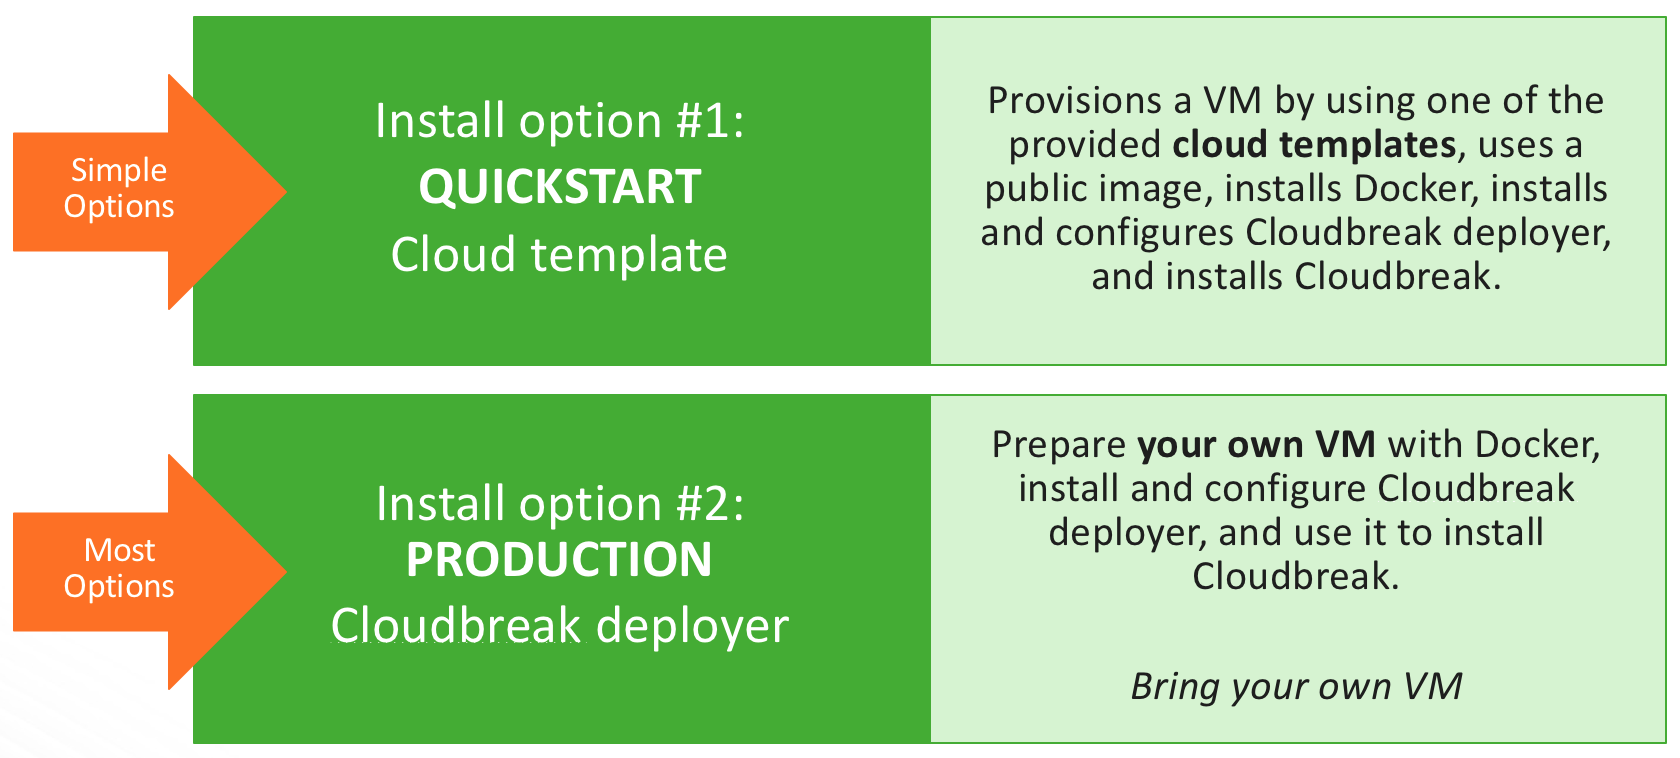 Simple
Options
Install option #1:
QUICKSTART
Cloud template
Provisions a VM by using one of the
provided cloud templates, uses a
public image, installs Docker, installs
and configures Cloudbreak deployer,
and installs Cloudbreak.
Most
Options
Install option #2:
PRODUCTION
Cloudbreak deployer
Prepare your own VM with Docker,
install and configure Cloudbreak
deployer, and use it to install
Cloudbreak.
Bring your own VM